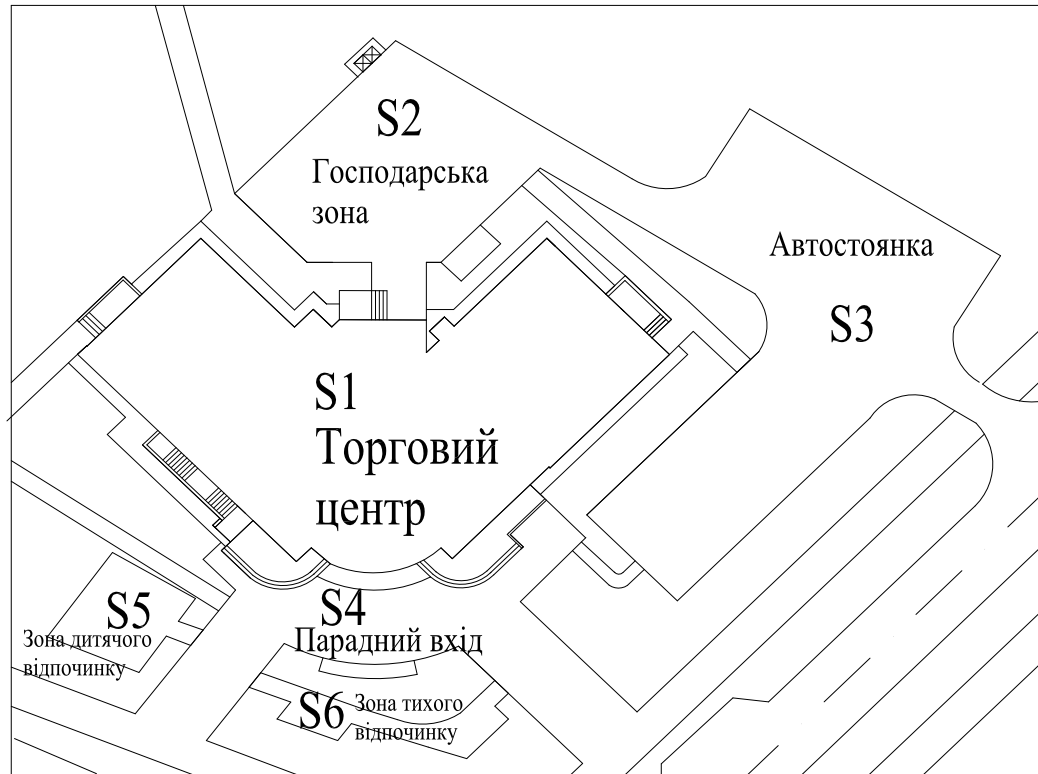 S2
Господарська
зона
Автостоянка
S3
S1
Торговий
центр
S5
Зона дитячого
відпочинку
S4
Парадний вхід
S6
Зона тихого
відпочинку